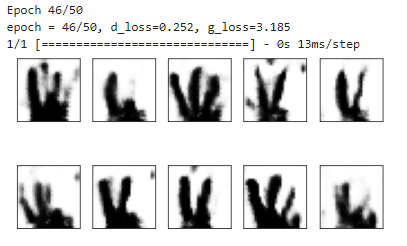 Epoch 46/50
epoch = 46/50, d_loss=0.252, g_loss=3.185
1/1 [==============================] - 0s 13ms/step